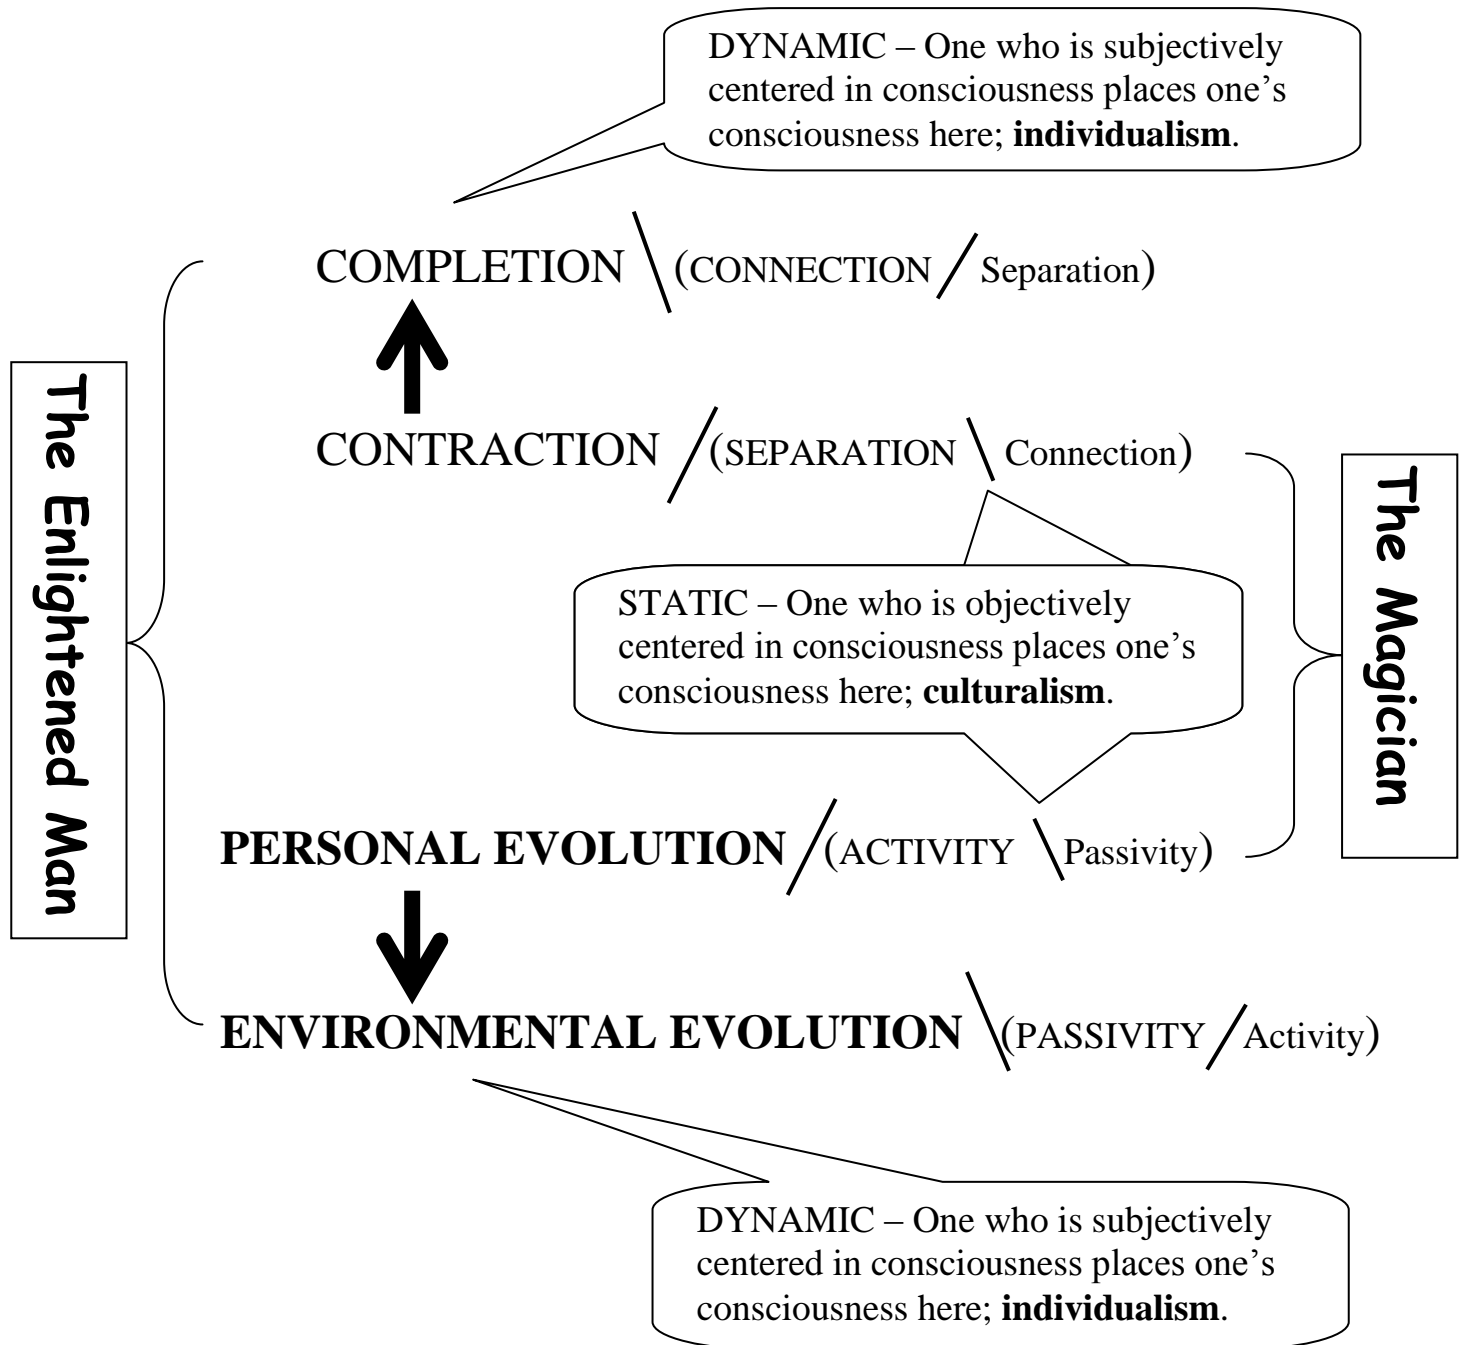 DYNAMIC – One who is subjectively
centered in consciousness places one’s
consciousness here; individualism.
COMPLETION \ (CONNECTION / Separation)
The Enlightened Man
CONTRACTION / (SEPARATION \ Connection)
The Magician
STATIC – One who is objectively
centered in consciousness places one’s
consciousness here; culturalism.
PERSONAL EVOLUTION / (ACTIVITY \ Passivity)
ENVIRONMENTAL EVOLUTION \ (PASSIVITY / Activity)
DYNAMIC – One who is subjectively
centered in consciousness places one’s
consciousness here; individualism.